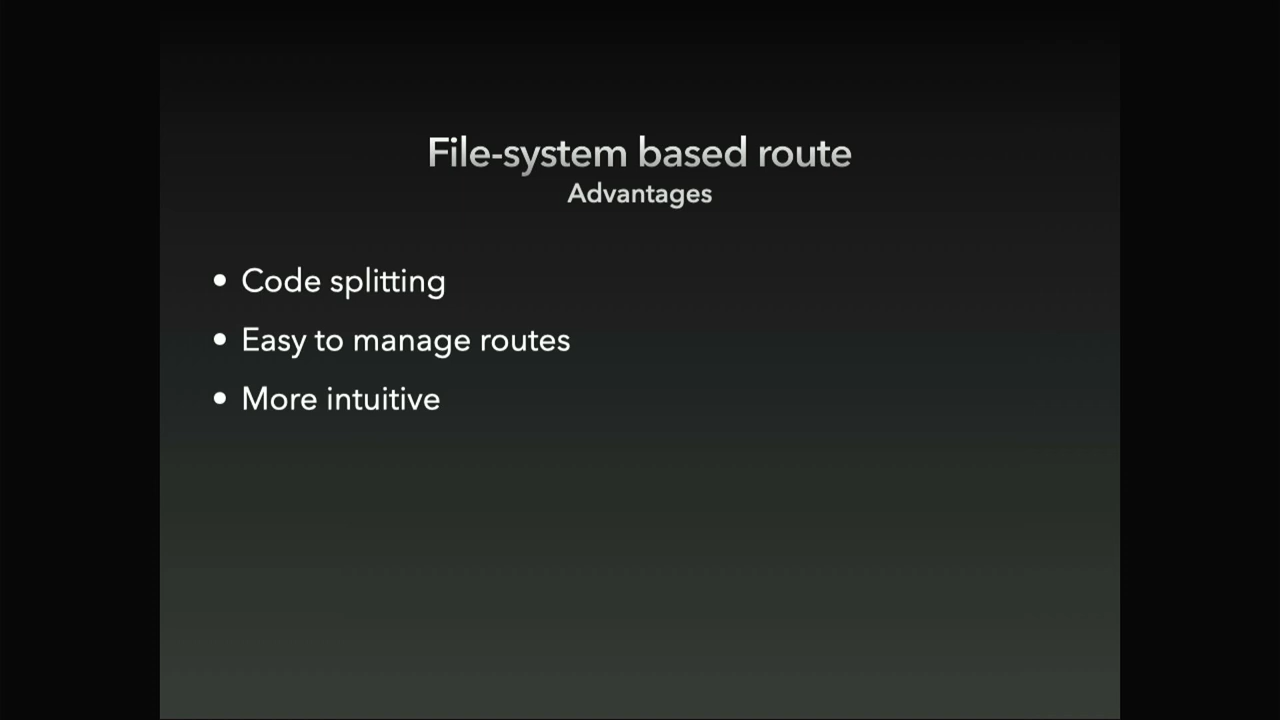 File-system based route
Advantages
• Code splitting
• Easy to manage routes
• More intuitive